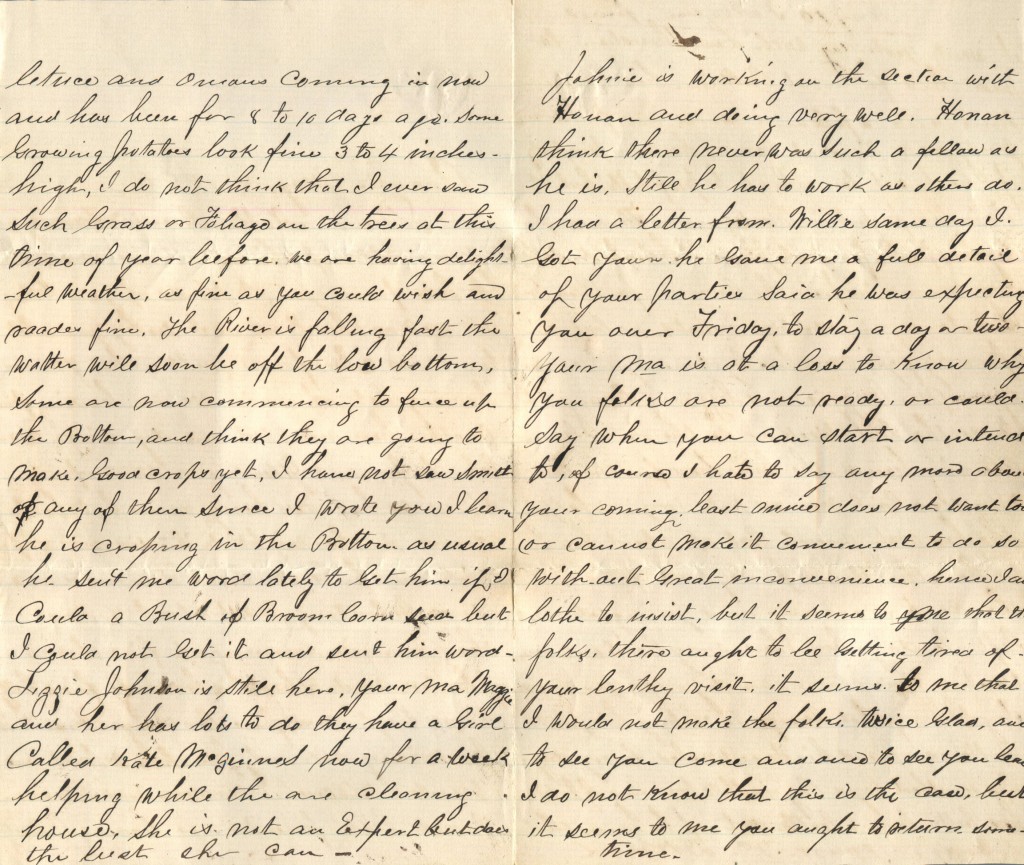 letuce and Onions Coming in now
and has been for 8 to 10 days ago. some
Growing potatoes look fine 3 to 4 inches-
high, I do not think that I ever saw
such Grass or Foliage on the trees at this
time of year before. we are having delight-
-ful weather, as fine as you could wish and
roades fine. The River is falling fast the
watter will soon be off the low bottoms,
some are now commencing to fence up
the Bottom, and think they are going to
make Good crops yet, I have not saw Smith
or any of them since I wrote you I learn
he is croping in the Bottom as usual
he sent me word lately to Get him if I
Could a Bush of Broom Corn seed but
I Could not Get it and sent him word-
Lizzie Johnson is still here, your ma Maggie
and her has lots to do they have a Girl
Called Kate McGinnes now for a week
helping while the are cleaning
house, she is not an Expert but does
the best she can -
Johnie is working on the section with
Honan and doing very well. Honan
think there never was such a fellow as
he is. Still he has to work as others do.
I had a letter from Willie same day I
Got your he Gave me a full detail
of your parties said he was expecting
you over Friday, to stay a day or two-
your Ma is at a loss to Know why
you folks are not ready, or could
say when you can start or intend
to, of course I hate to say any more about
your coming, least annie does not want to
or cannot make it convenient to do so
with-out Great inconvenience, hence I am
lothe to insist, but it seems to me that the
folks, there aught to be Getting tired of-
your lenthy visit, it seems to me that
I would not make the folks twice Glad, one
to see you come and one to see you leave
I do not Know that this is the case, but
it seems to me you aught to return some-
time.-